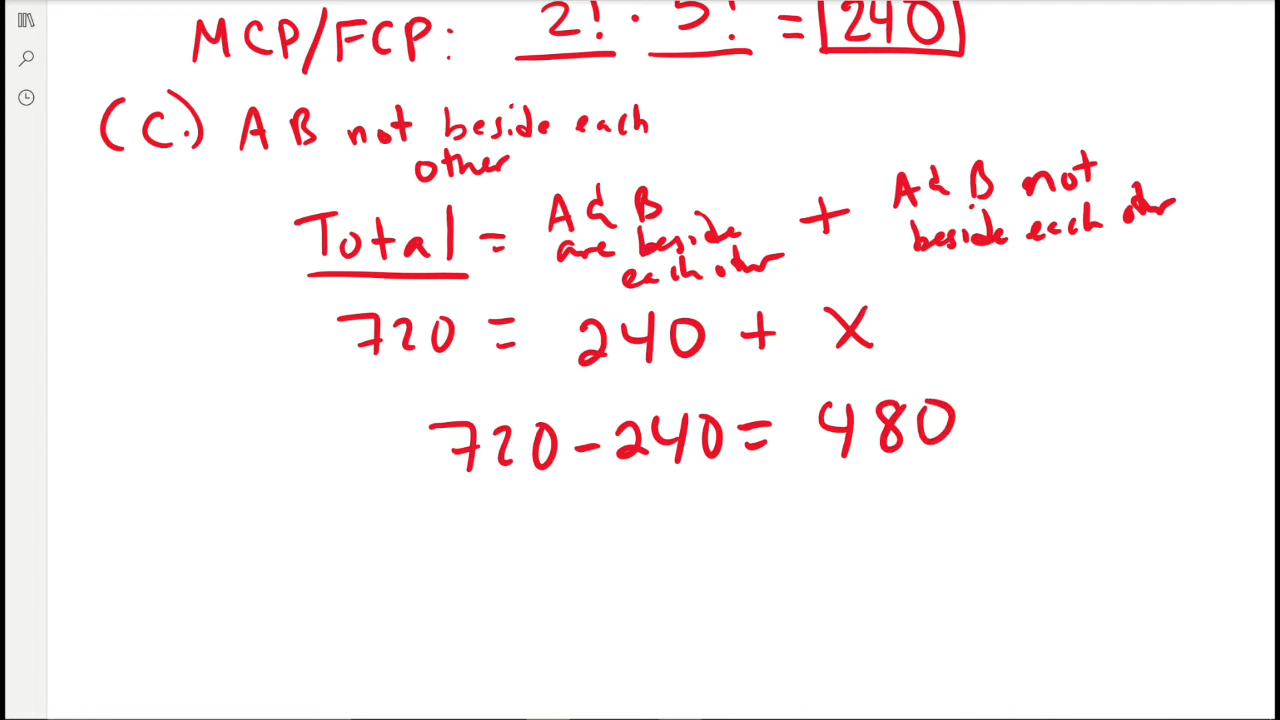 MCP/FCP: 2! · 5! = 240
(C.) A B not beside each
other
Total = A & B are beside each other + A & B not beside each other
720 = 240 + X
720 - 240 = 480